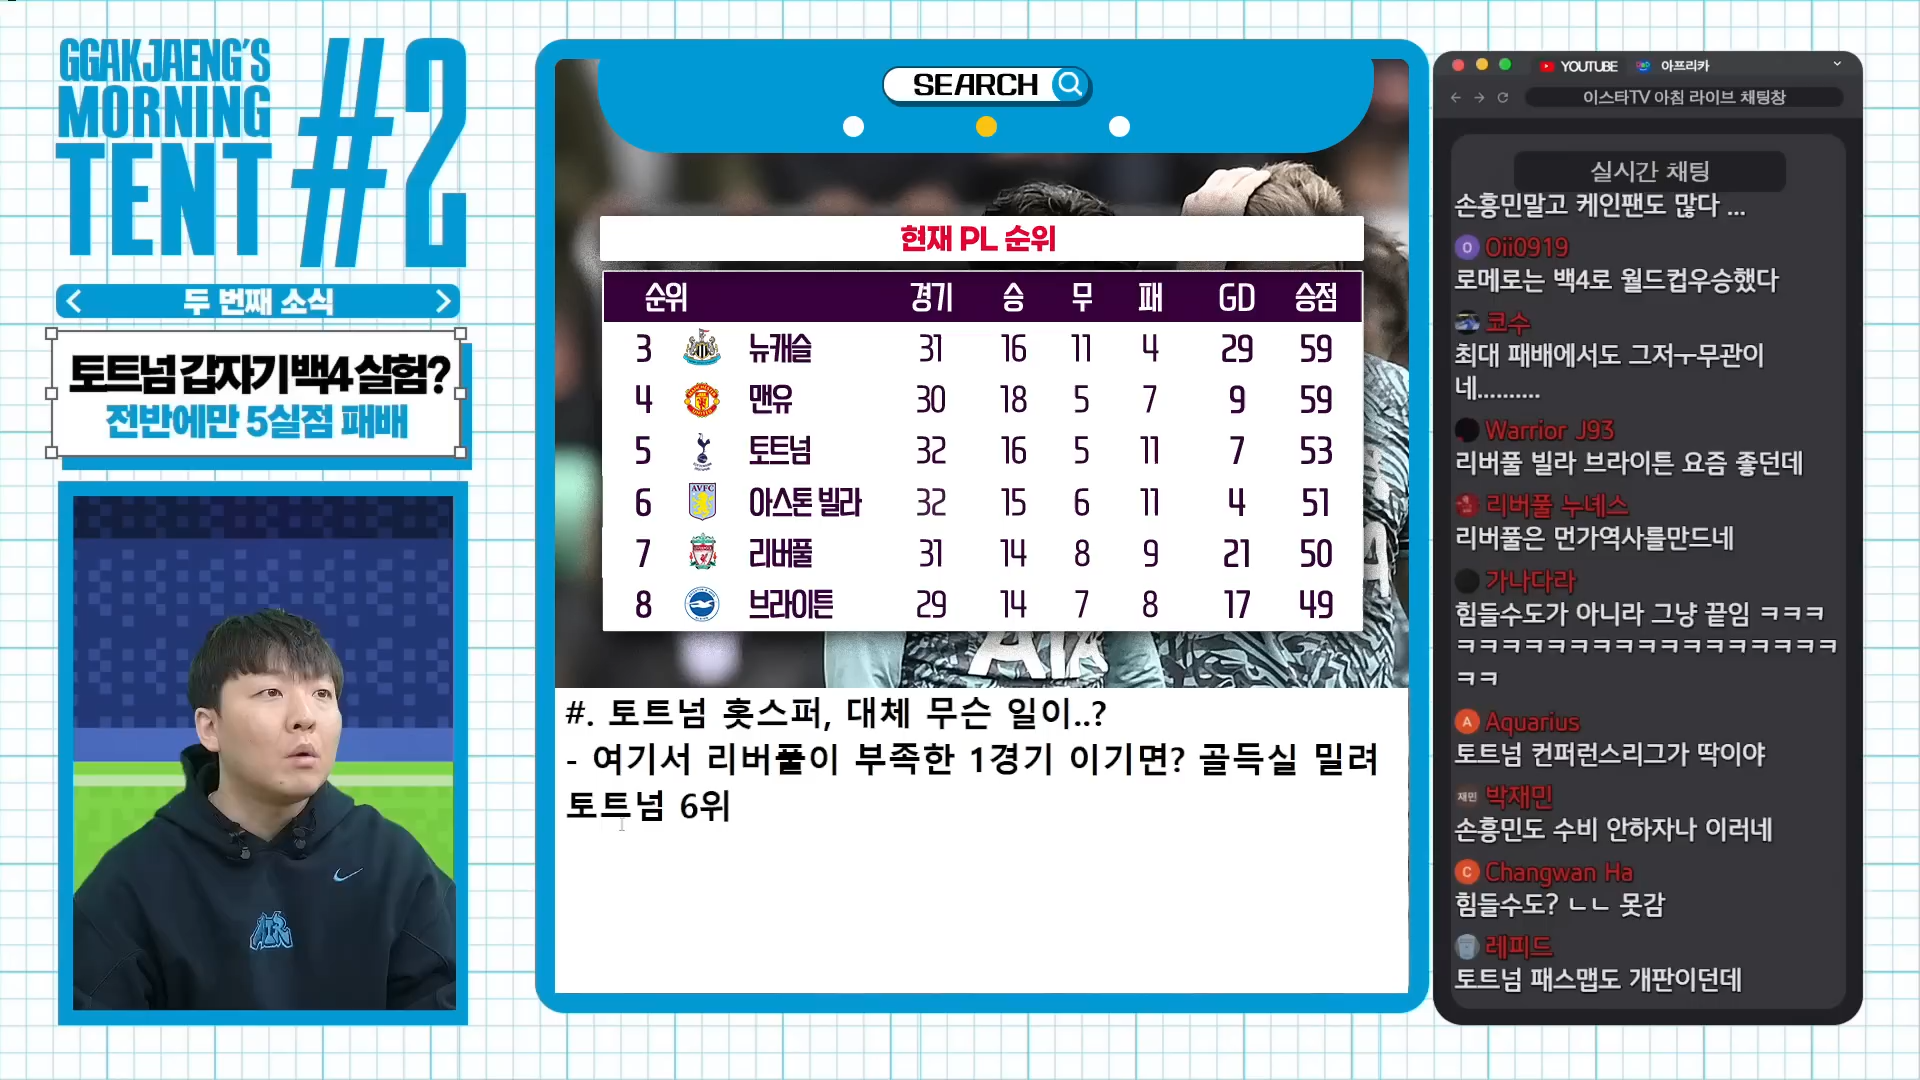 GGAKJAENG'S
MORNING
TENT
#2
두 번째 소식
토트넘 갑자기 백4 실험?
전반에만 5실점 패배
SEARCH
현재 PL 순위
순위 경기 승 무 패 GD 승점
3 뉴캐슬 31 16 11 4 29 59
4 맨유 30 18 5 7 9 59
5 토트넘 32 16 5 11 7 53
6 AVFC 아스톤 빌라 32 15 6 11 4 51
7 리버풀 31 14 8 9 21 50
8 브라이튼 29 14 7 8 17 49
#. 토트넘 홋스퍼, 대체 무슨 일이..?
- 여기서 리버풀이 부족한 1경기 이기면? 골득실 밀려
토트넘 6위
YOUTUBE 아프리카
이스타TV 아침 라이브 채팅창
실시간 채팅
손흥민말고 케인팬도 많다 ...
O Oii0919
로메로는 백4로 월드컵우승했다
코수
최대 패배에서도 그저ㅜ무관이
네..........
Warrior J93
리버풀 빌라 브라이튼 요즘 좋던데
리버풀 누녜스
리버풀은 먼가역사를만드네
가나다라
힘들수도가 아니라 그냥 끝임 ㅋㅋㅋ
ㅋㅋㅋㅋㅋㅋㅋㅋㅋㅋㅋㅋㅋㅋㅋㅋㅋ
ㅋㅋ
A Aquarius
토트넘 컨퍼런스리그가 딱이야
재민 박재민
손흥민도 수비 안하자나 이러네
C Changwan Ha
힘들수도? ㄴㄴ 못감
레피드
토트넘 패스맵도 개판이던데